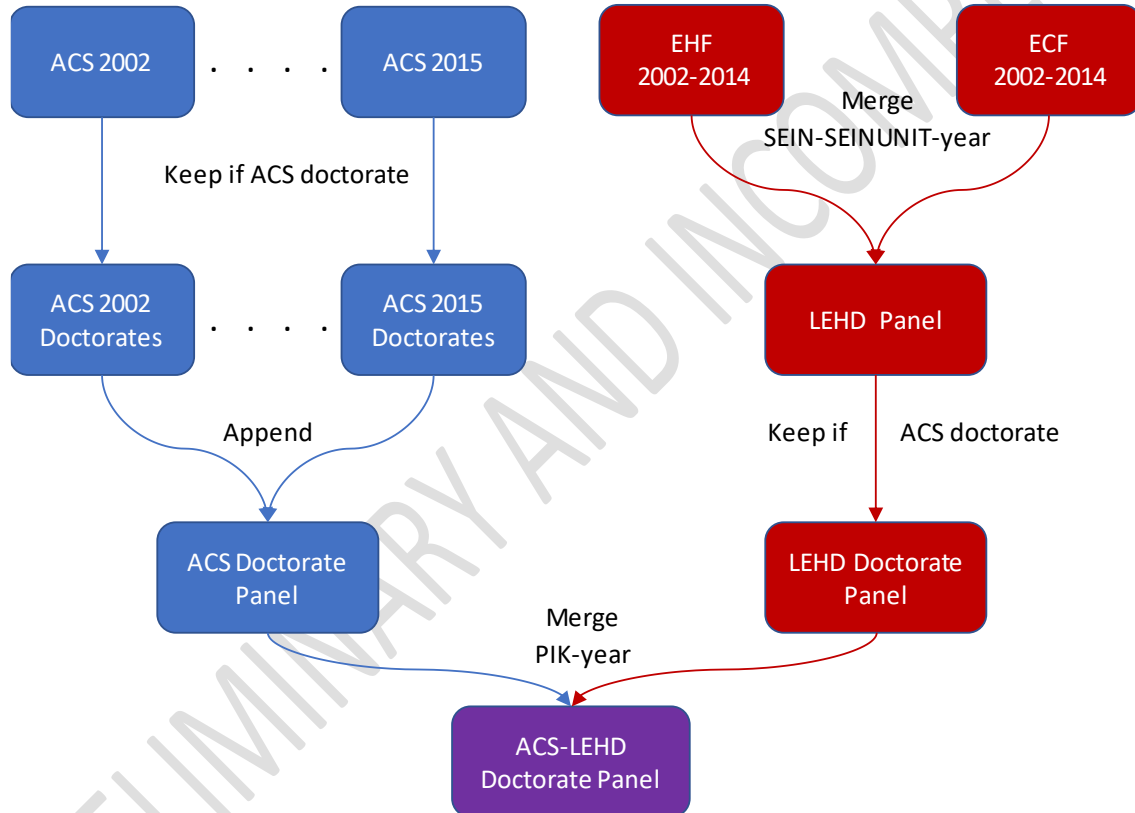 ACS 2002
. . . .
ACS 2015
EHF
2002-2014
ECF
2002-2014
Merge
SEIN-SEINUNIT-year
Keep if ACS doctorate
ACS 2002
Doctorates
. . . .
ACS 2015
Doctorates
LEHD Panel
Append
Keep if
ACS doctorate
ACS Doctorate
Panel
LEHD Doctorate
Panel
Merge
PIK-year
ACS-LEHD
Doctorate Panel
ELIMINARY AND INCOMPL